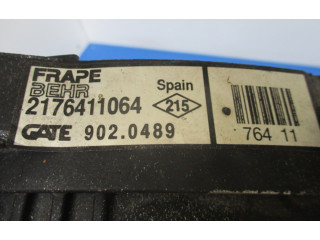 FRAPE
BEHR
Spain
2176411064
215
GATE 902.0489
764 11